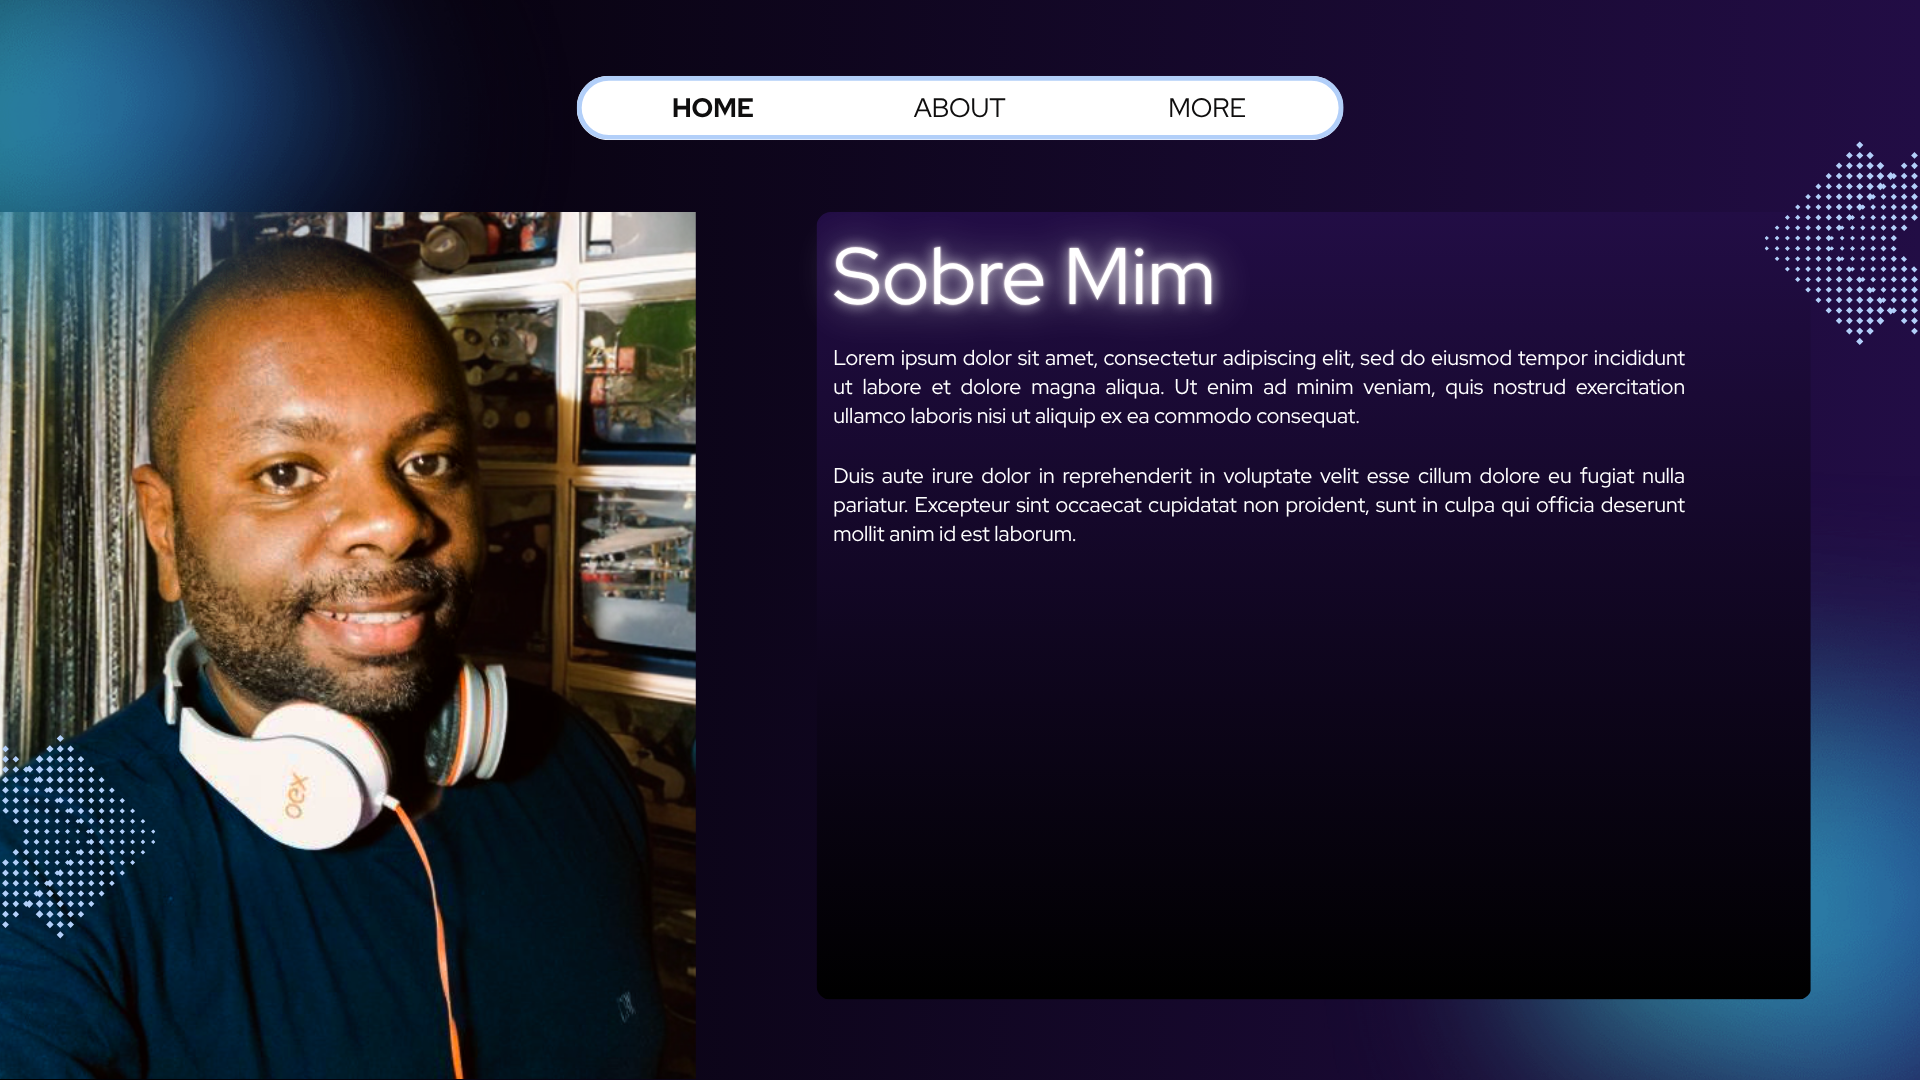 HOME ABOUT MORE
Sobre Mim
Lorem ipsum dolor sit amet, consectetur adipiscing elit, sed do eiusmod tempor incididunt
ut labore et dolore magna aliqua. Ut enim ad minim veniam, quis nostrud exercitation
ullamco laboris nisi ut aliquip ex ea commodo consequat.
Duis aute irure dolor in reprehenderit in voluptate velit esse cillum dolore eu fugiat nulla
pariatur. Excepteur sint occaecat cupidatat non proident, sunt in culpa qui officia deserunt
mollit anim id est laborum.
oex